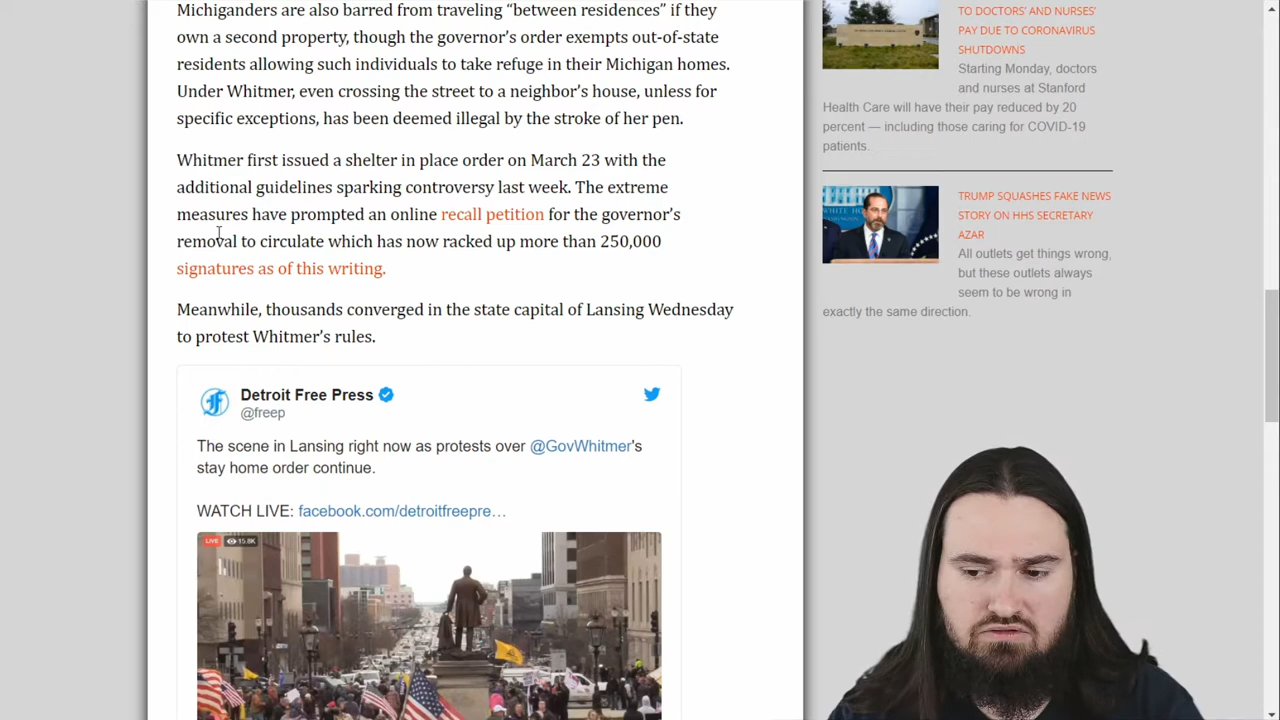 Michiganders are also barred from traveling “between residences” if they
own a second property, though the governor’s order exempts out-of-state
residents allowing such individuals to take refuge in their Michigan homes.
Under Whitmer, even crossing the street to a neighbor’s house, unless for
specific exceptions, has been deemed illegal by the stroke of her pen.
Whitmer first issued a shelter in place order on March 23 with the
additional guidelines sparking controversy last week. The extreme
measures have prompted an online recall petition for the governor’s
removal to circulate which has now racked up more than 250,000
signatures as of this writing.
Meanwhile, thousands converged in the state capital of Lansing Wednesday
to protest Whitmer’s rules.
Detroit Free Press
@freep
The scene in Lansing right now as protests over @GovWhitmer's
stay home order continue.
WATCH LIVE: facebook.com/detroitfreepre…
LIVE 15.8K
TO DOCTORS’ AND NURSES’
PAY DUE TO CORONAVIRUS
SHUTDOWNS
Starting Monday, doctors
and nurses at Stanford
Health Care will have their pay reduced by 20
percent — including those caring for COVID-19
patients.
TRUMP SQUASHES FAKE NEWS
STORY ON HHS SECRETARY
AZAR
All outlets get things wrong,
but these outlets always
seem to be wrong in
exactly the same direction.